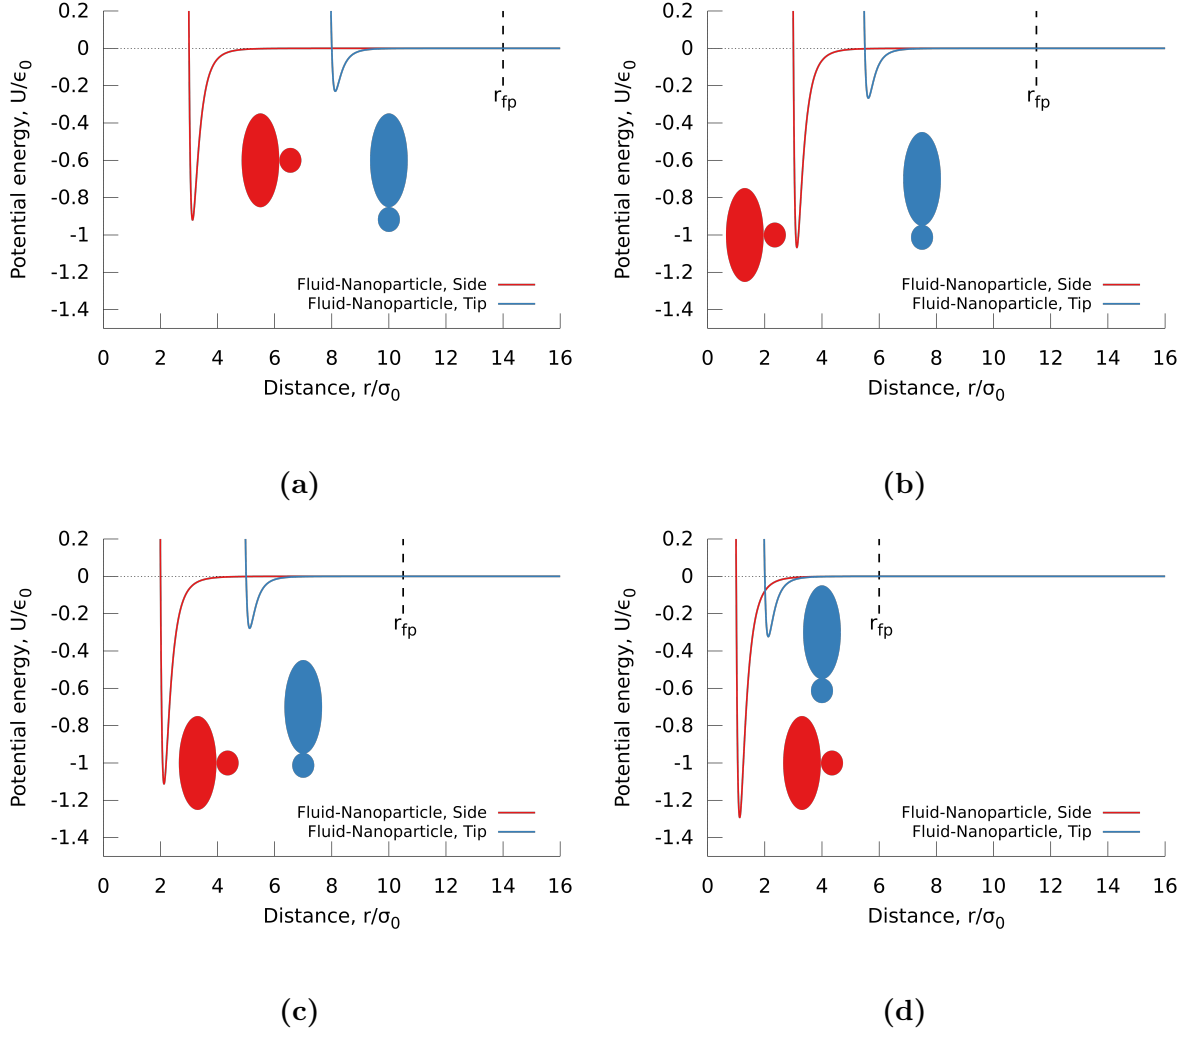 0.2
0
-0.2
-0.4
-0.6
-0.8
-1
-1.2
-1.4
Potential energy, U/ϵ0
rfp
Fluid-Nanoparticle, Side
Fluid-Nanoparticle, Tip
0 2 4 6 8 10 12 14 16
Distance, r/σ0
(a)
0.2
0
-0.2
-0.4
-0.6
-0.8
-1
-1.2
-1.4
Potential energy, U/ϵ0
rfp
Fluid-Nanoparticle, Side
Fluid-Nanoparticle, Tip
0 2 4 6 8 10 12 14 16
Distance, r/σ0
(b)
0.2
0
-0.2
-0.4
-0.6
-0.8
-1
-1.2
-1.4
Potential energy, U/ϵ0
rfp
Fluid-Nanoparticle, Side
Fluid-Nanoparticle, Tip
0 2 4 6 8 10 12 14 16
Distance, r/σ0
(c)
0.2
0
-0.2
-0.4
-0.6
-0.8
-1
-1.2
-1.4
Potential energy, U/ϵ0
rfp
Fluid-Nanoparticle, Side
Fluid-Nanoparticle, Tip
0 2 4 6 8 10 12 14 16
Distance, r/σ0
(d)